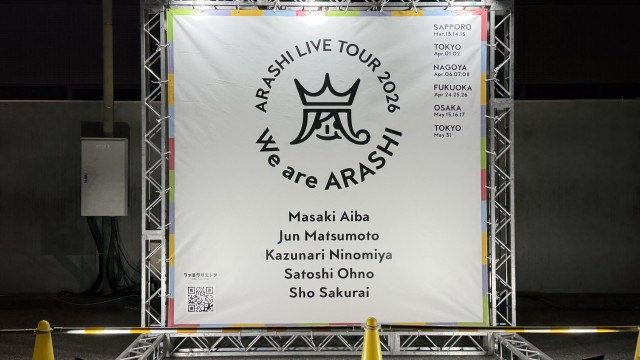 ARASHI LIVE TOUR 2026
We are ARASHI
嵐
SAPPORO
Mar.13.14.15
TOKYO
Apr.01.02
NAGOYA
Apr.06.07.08
FUKUOKA
Apr.24.25.26
OSAKA
May 15.16.17
TOKYO
May 31
Masaki Aiba
Jun Matsumoto
Kazunari Ninomiya
Satoshi Ohno
Sho Sakurai